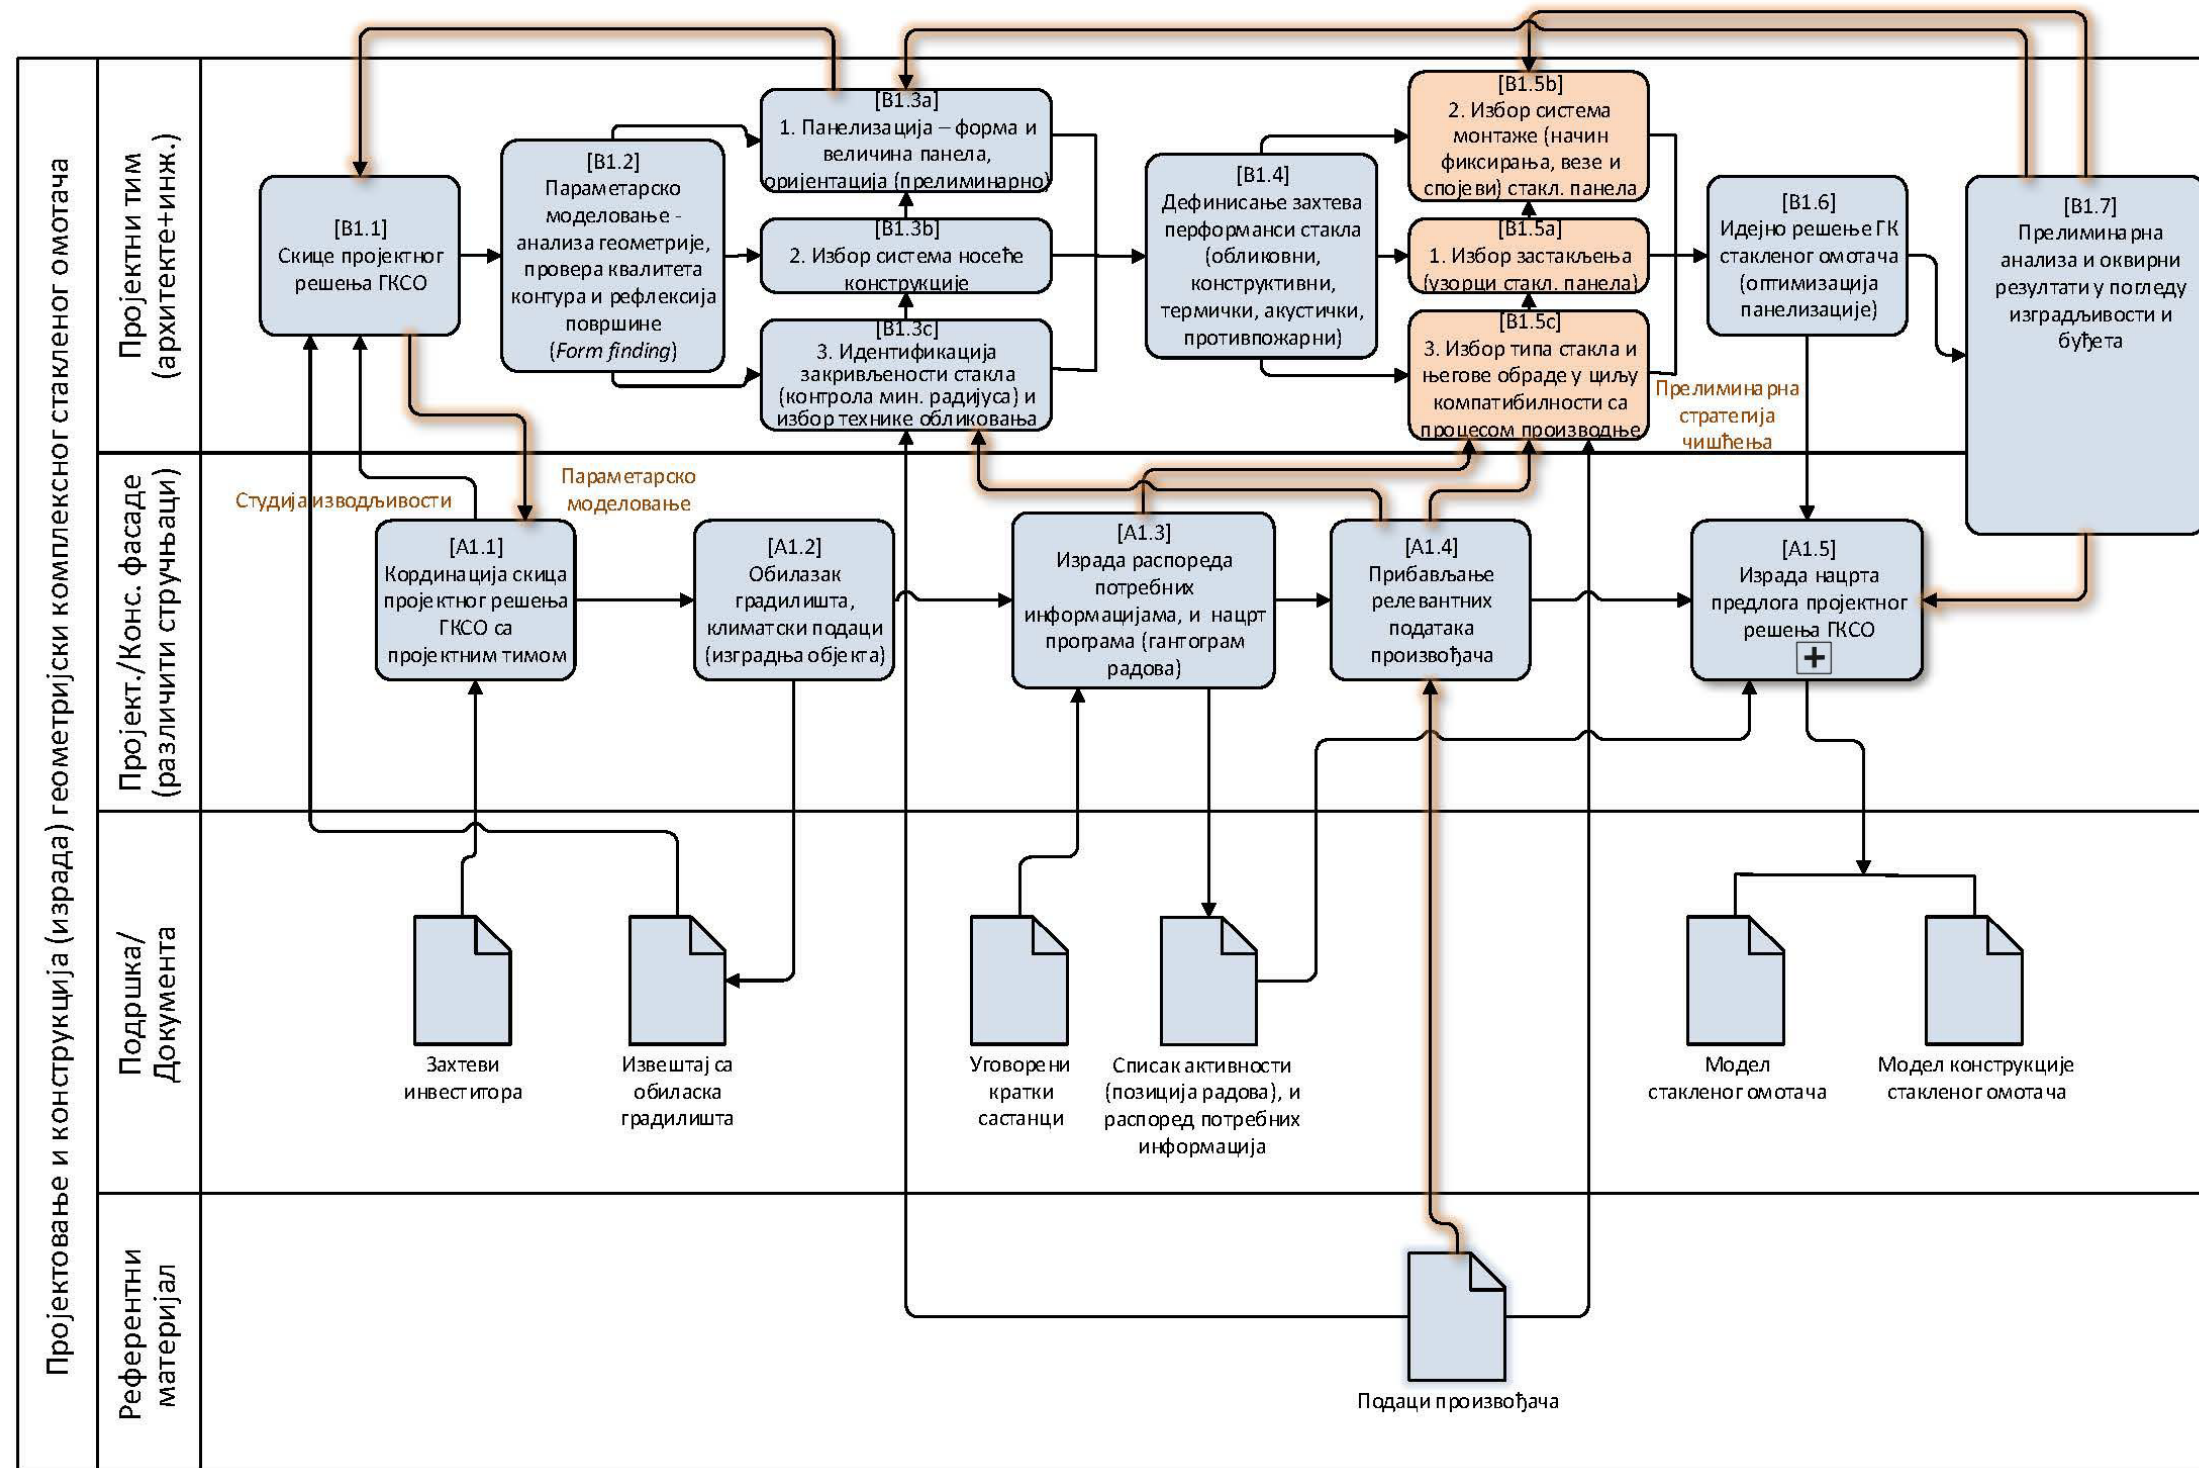 Пројектовање и конструкција (израда) геометријски комплексног стакленог омотача
Пројектни тим
(архитекте+инж.)
[B1.1]
Скице пројектног
решења ГКСО
[B1.2]
Параметарско
моделовање -
анализа геометрије,
провера квалитета
контура и рефлексија
површине
(Form finding)
[B1.3a]
1. Панелизација – форма и
величина панела,
оријентација (прелиминарно)
[B1.3b]
2. Избор система носеће
конструкције
[B1.3c]
3. Идентификација
закривљености стакла
(контрола мин. радијуса) и
избор технике обликовања
[B1.4]
Дефинисање захтева
перформанси стакла
(обликовни,
конструктивни,
термички, акустички,
противпожарни)
[B1.5b]
2. Избор система
монтаже (начин
фиксирања, везе и
спојеви) стакл. панела
[B1.5a]
1. Избор застакљења
(узорци стакл. панела)
[B1.5c]
3. Избор типа стакла и
његове обраде у циљу
компатибилности са
процесом производње
Прелиминарна
стратегија
чишћења
[B1.6]
Идејно решење ГК
стакленог омотача
(оптимизација
панелизације)
[B1.7]
Прелиминарна
анализа и оквирни
резултати у погледу
изградљивости и
буђета
Пројект./Конс. фасаде
(различити стручњаци)
Студија изводљивости
Параметарско
моделовање
[A1.1]
Кординација скица
пројектног решења
ГКСО са
пројектним тимом
[A1.2]
Обилазак
градилишта,
климатски подаци
(изградња објекта)
[A1.3]
Израда распореда
потребних
информацијама, и нацрт
програма (гантограм
радова)
[A1.4]
Прибављање
релевантних
података
произвођача
[A1.5]
Израда нацрта
предлога пројектног
решења ГКСО
Подршка/
Документа
Захтеви
инвеститора
Извештај са
обиласка
градилишта
Уговорени
кратки
састанци
Списак активности
(позиција радова), и
распоред потребних
информација
Модел
стакленог омотача
Модел конструкције
стакленог омотача
Референтни
материјал
Подаци произвођача